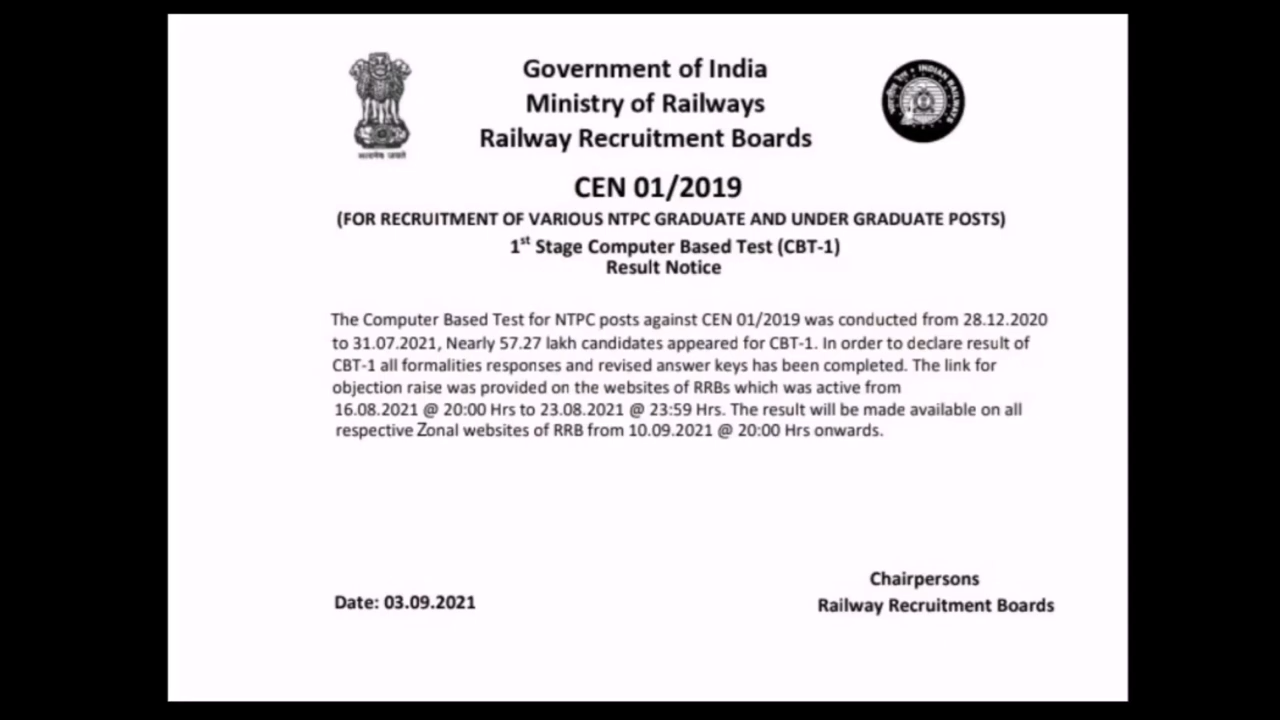 Government of India
Ministry of Railways
Railway Recruitment Boards
INDIAN RAILWAYS
भारतीय रेल
सत्यमेव जयते
CEN 01/2019
(FOR RECRUITMENT OF VARIOUS NTPC GRADUATE AND UNDER GRADUATE POSTS)
1st Stage Computer Based Test (CBT-1)
Result Notice
The Computer Based Test for NTPC posts against CEN 01/2019 was conducted from 28.12.2020
to 31.07.2021, Nearly 57.27 lakh candidates appeared for CBT-1. In order to declare result of
CBT-1 all formalities responses and revised answer keys has been completed. The link for
objection raise was provided on the websites of RRBs which was active from
16.08.2021 @ 20:00 Hrs to 23.08.2021 @ 23:59 Hrs. The result will be made available on all
respective Zonal websites of RRB from 10.09.2021 @ 20:00 Hrs onwards.
Chairpersons
Date: 03.09.2021
Railway Recruitment Boards